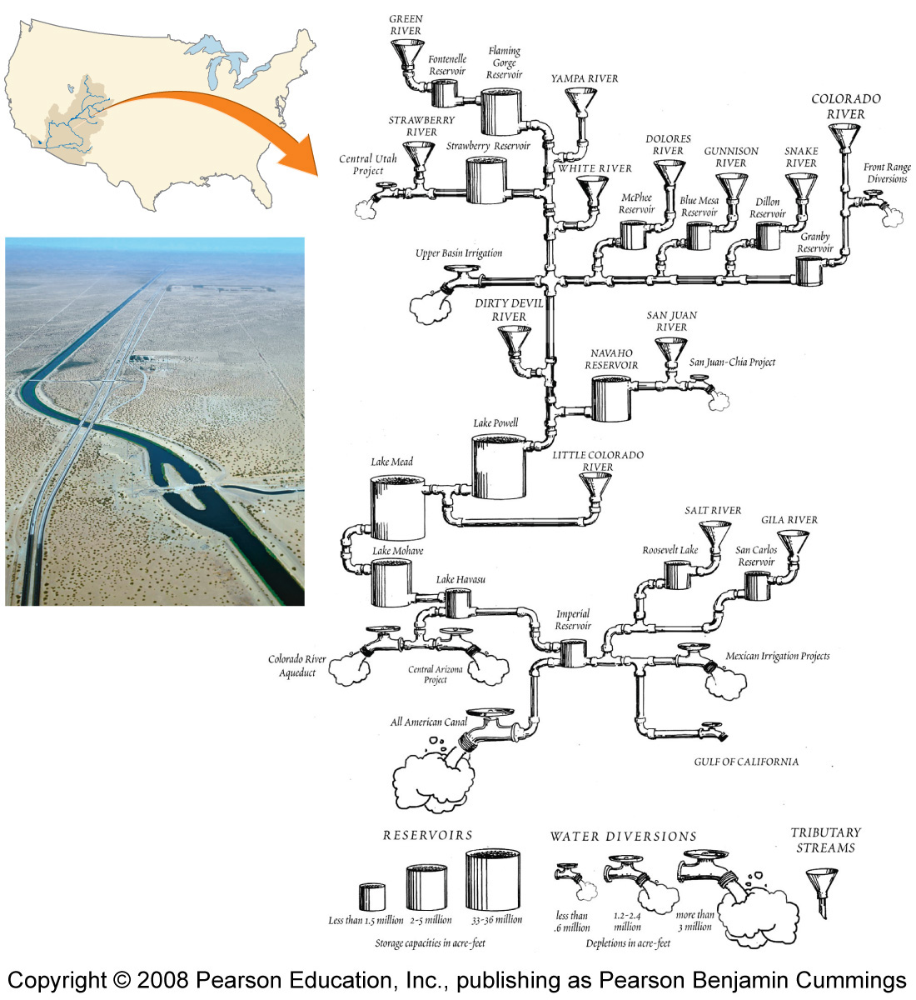 GREEN
RIVER
Fontenelle
Reservoir
Flaming
Gorge
Reservoir
YAMPA RIVER
COLORADO
RIVER
STRAWBERRY
RIVER
Strawberry Reservoir
Central Utah
Project
WHITE RIVER
DOLORES
RIVER
GUNNISON
RIVER
SNAKE
RIVER
Front Range
Diversions
McPhee
Reservoir
Blue Mesa
Reservoir
Dillon
Reservoir
Granby
Reservoir
Upper Basin Irrigation
DIRTY DEVIL
RIVER
SAN JUAN
RIVER
NAVAHO
RESERVOIR
San Juan-Chia Project
Lake Powell
Lake Mead
LITTLE COLORADO
RIVER
SALT RIVER
GILA RIVER
Lake Mohave
Roosevelt Lake
San Carlos
Reservoir
Lake Havasu
Imperial
Reservoir
Colorado River
Aqueduct
Central Arizona
Project
Mexican Irrigation Projects
All American Canal
GULF OF CALIFORNIA
RESERVOIRS
Less than 1.5 million
2-5 million
33-36 million
Storage capacities in acre-feet
WATER DIVERSIONS
less than
.6 million
1.2-2.4
million
more than
3 million
Depletions in acre-feet
TRIBUTARY
STREAMS
Copyright © 2008 Pearson Education, Inc., publishing as Pearson Benjamin Cummings